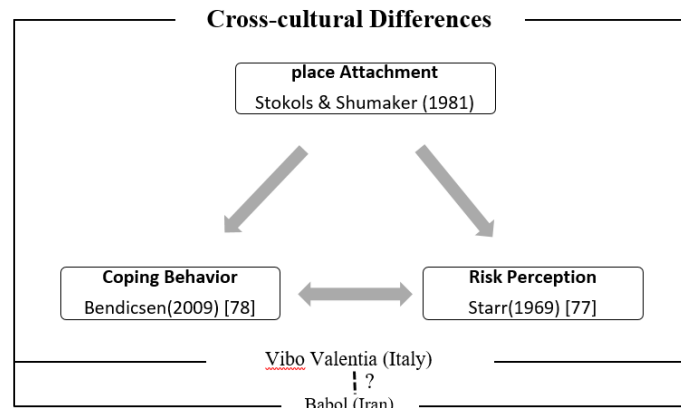 Cross-cultural Differences
place Attachment
Stokols & Shumaker (1981)
Coping Behavior
Bendicsen(2009) [78]
Risk Perception
Starr(1969) [77]
Vibo Valentia (Italy)
?
Babol (Iran)